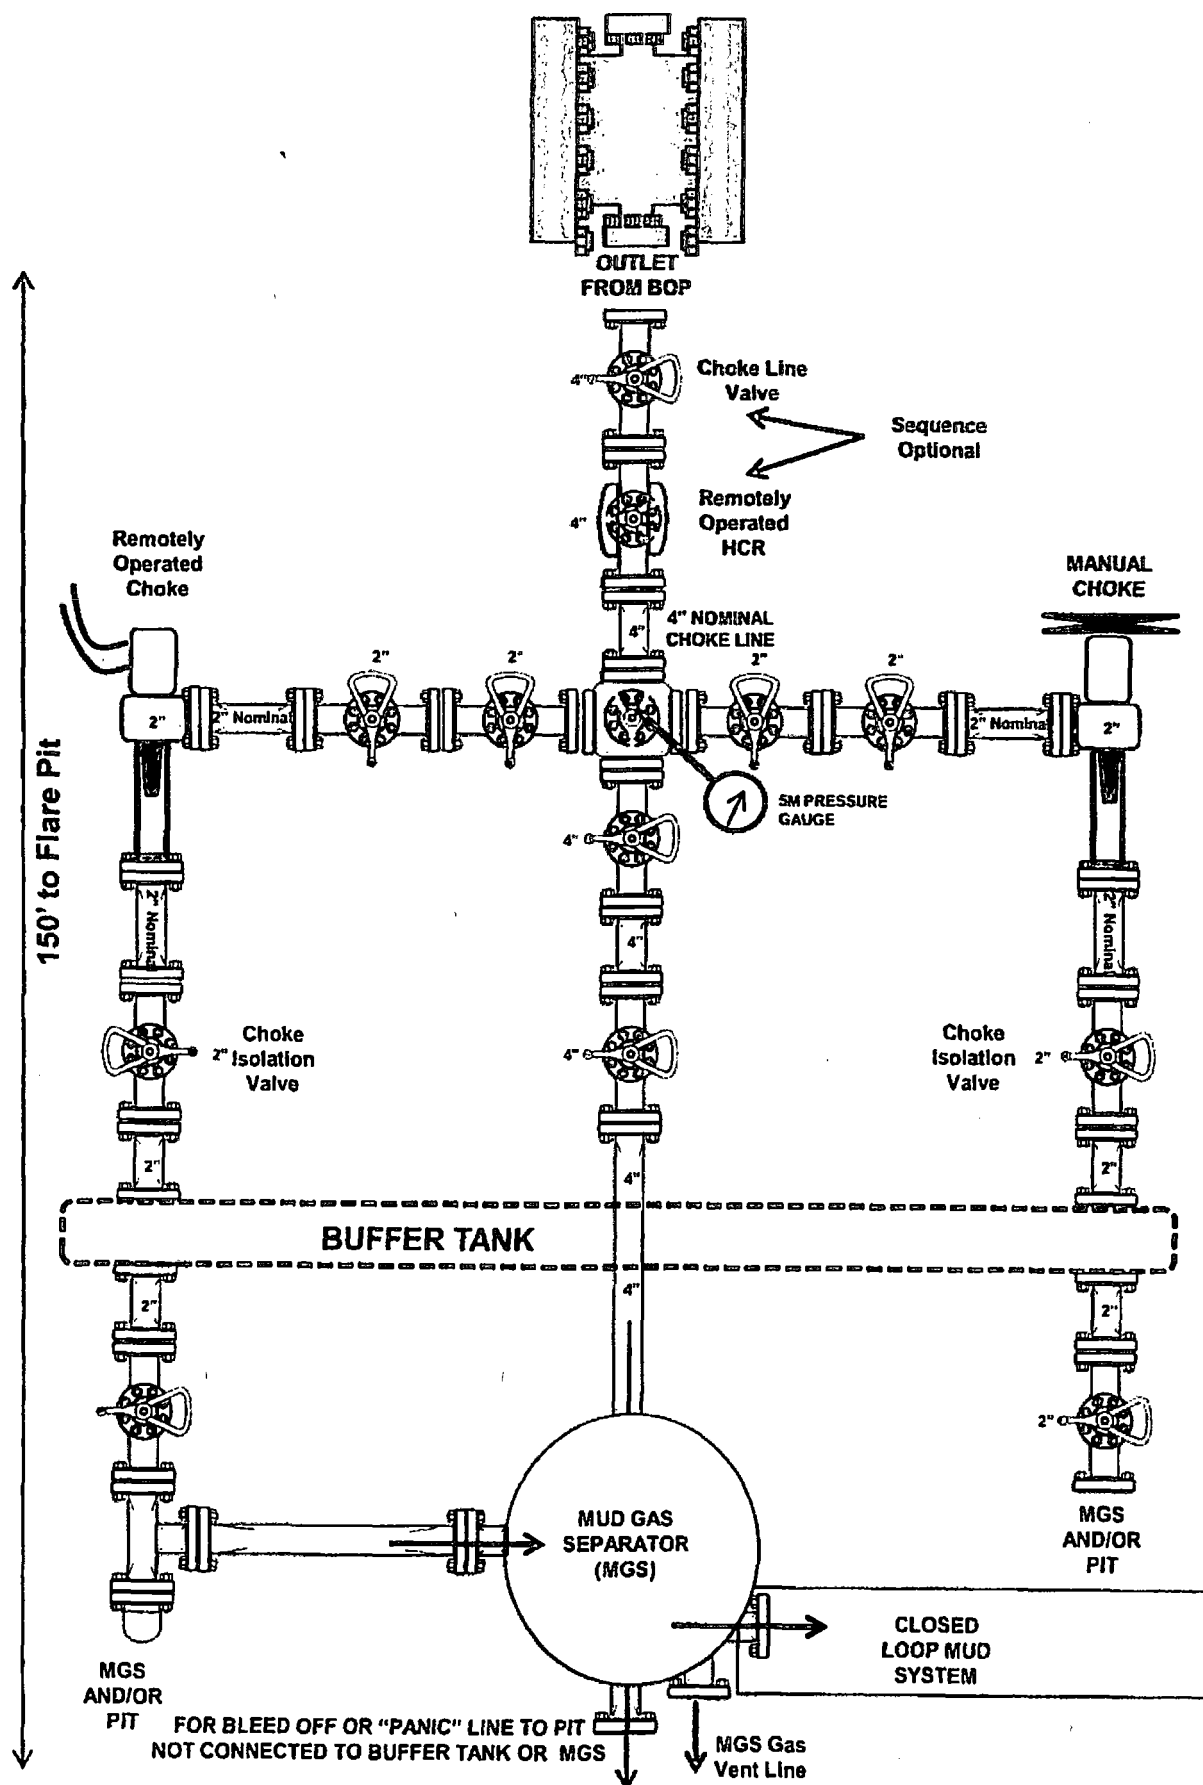 OUTLET
FROM BOP
4"
Choke Line
Valve
Sequence
Optional
4"
Remotely
Operated
HCR
Remotely
Operated
Choke
MANUAL
CHOKE
4"
4" NOMINAL
CHOKE LINE
2"
2"
2"
2"
2"
2" Nominal
2" Nominal
2"
5M PRESSURE
GAUGE
4"
150' to Flare Pit
2" Nominal
4"
2" Nominal
2"
Choke
Isolation
Valve
4"
Choke
Isolation
Valve
2"
2"
4"
2"
BUFFER TANK
2"
4"
2"
2"
MUD GAS
SEPARATOR
(MGS)
MGS
AND/OR
PIT
CLOSED
LOOP MUD
SYSTEM
MGS
AND/OR
PIT
FOR BLEED OFF OR "PANIC" LINE TO PIT
NOT CONNECTED TO BUFFER TANK OR MGS
MGS Gas
Vent Line